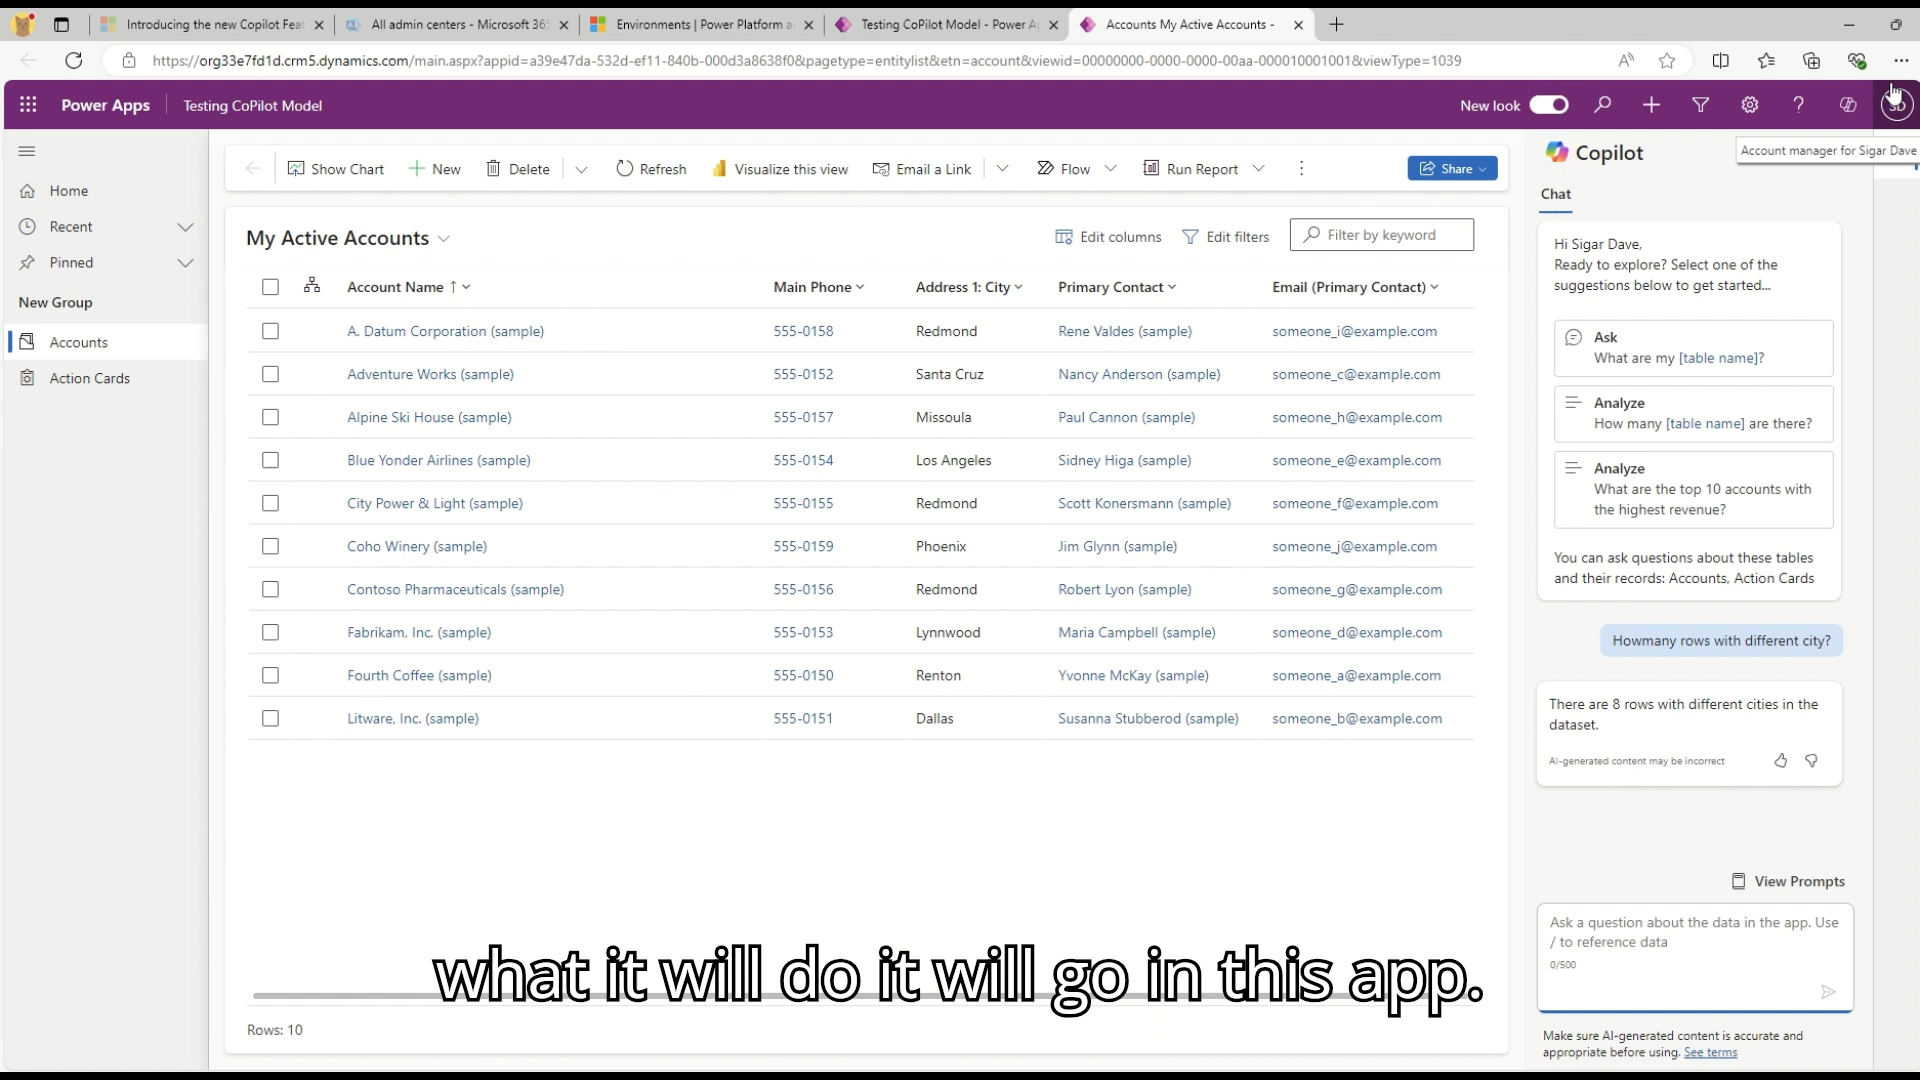 Introducing the new Copilot Feat
All admin centers - Microsoft 365
Environments | Power Platform a
Testing CoPilot Model - Power A
Accounts My Active Accounts -
https://org33e7fd1d.crm5.dynamics.com/main.aspx?appid=a39e47da-532d-ef11-840b-000d3a8638f0&pagetype=entitylist&etn=account&viewid=00000000-0000-0000-00aa-000010001001&viewType=1039
Power Apps
Testing CoPilot Model
New look
SD
Account manager for Sigar Dave
Home
Recent
Pinned
New Group
Accounts
Action Cards
Show Chart
New
Delete
Refresh
Visualize this view
Email a Link
Flow
Run Report
Share
My Active Accounts
Edit columns
Edit filters
Filter by keyword
Account Name Main Phone Address 1: City Primary Contact Email (Primary Contact)
A. Datum Corporation (sample) 555-0158 Redmond Rene Valdes (sample) someone_i@example.com
Adventure Works (sample) 555-0152 Santa Cruz Nancy Anderson (sample) someone_c@example.com
Alpine Ski House (sample) 555-0157 Missoula Paul Cannon (sample) someone_h@example.com
Blue Yonder Airlines (sample) 555-0154 Los Angeles Sidney Higa (sample) someone_e@example.com
City Power & Light (sample) 555-0155 Redmond Scott Konersmann (sample) someone_f@example.com
Coho Winery (sample) 555-0159 Phoenix Jim Glynn (sample) someone_j@example.com
Contoso Pharmaceuticals (sample) 555-0156 Redmond Robert Lyon (sample) someone_g@example.com
Fabrikam, Inc. (sample) 555-0153 Lynnwood Maria Campbell (sample) someone_d@example.com
Fourth Coffee (sample) 555-0150 Renton Yvonne McKay (sample) someone_a@example.com
Litware, Inc. (sample) 555-0151 Dallas Susanna Stubberod (sample) someone_b@example.com
what it will do it will go in this app.
Rows: 10
Copilot
Chat
Hi Sigar Dave,
Ready to explore? Select one of the
suggestions below to get started...
Ask
What are my [table name]?
Analyze
How many [table name] are there?
Analyze
What are the top 10 accounts with
the highest revenue?
You can ask questions about these tables
and their records: Accounts, Action Cards
Howmany rows with different city?
There are 8 rows with different cities in the
dataset.
AI-generated content may be incorrect
View Prompts
Ask a question about the data in the app. Use
/ to reference data
0/500
Make sure AI-generated content is accurate and
appropriate before using. See terms